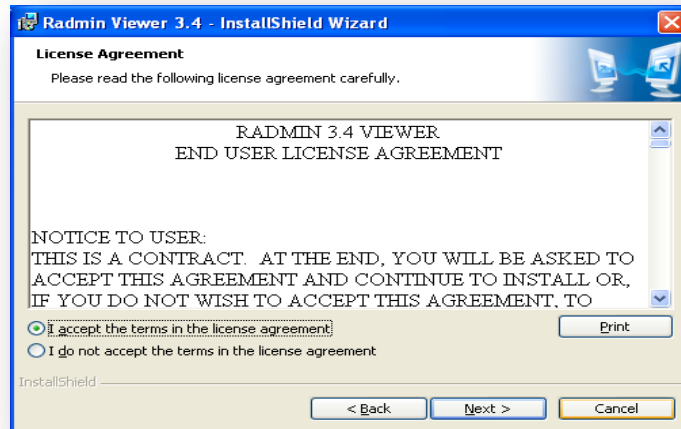 Radmin Viewer 3.4 - InstallShield Wizard
License Agreement
Please read the following license agreement carefully.
RADMIN 3.4 VIEWER
END USER LICENSE AGREEMENT
NOTICE TO USER:
THIS IS A CONTRACT.  AT THE END, YOU WILL BE ASKED TO
ACCEPT THIS AGREEMENT AND CONTINUE TO INSTALL OR,
IF YOU DO NOT WISH TO ACCEPT THIS AGREEMENT, TO
I accept the terms in the license agreement
Print
I do not accept the terms in the license agreement
InstallShield
< Back
Next >
Cancel